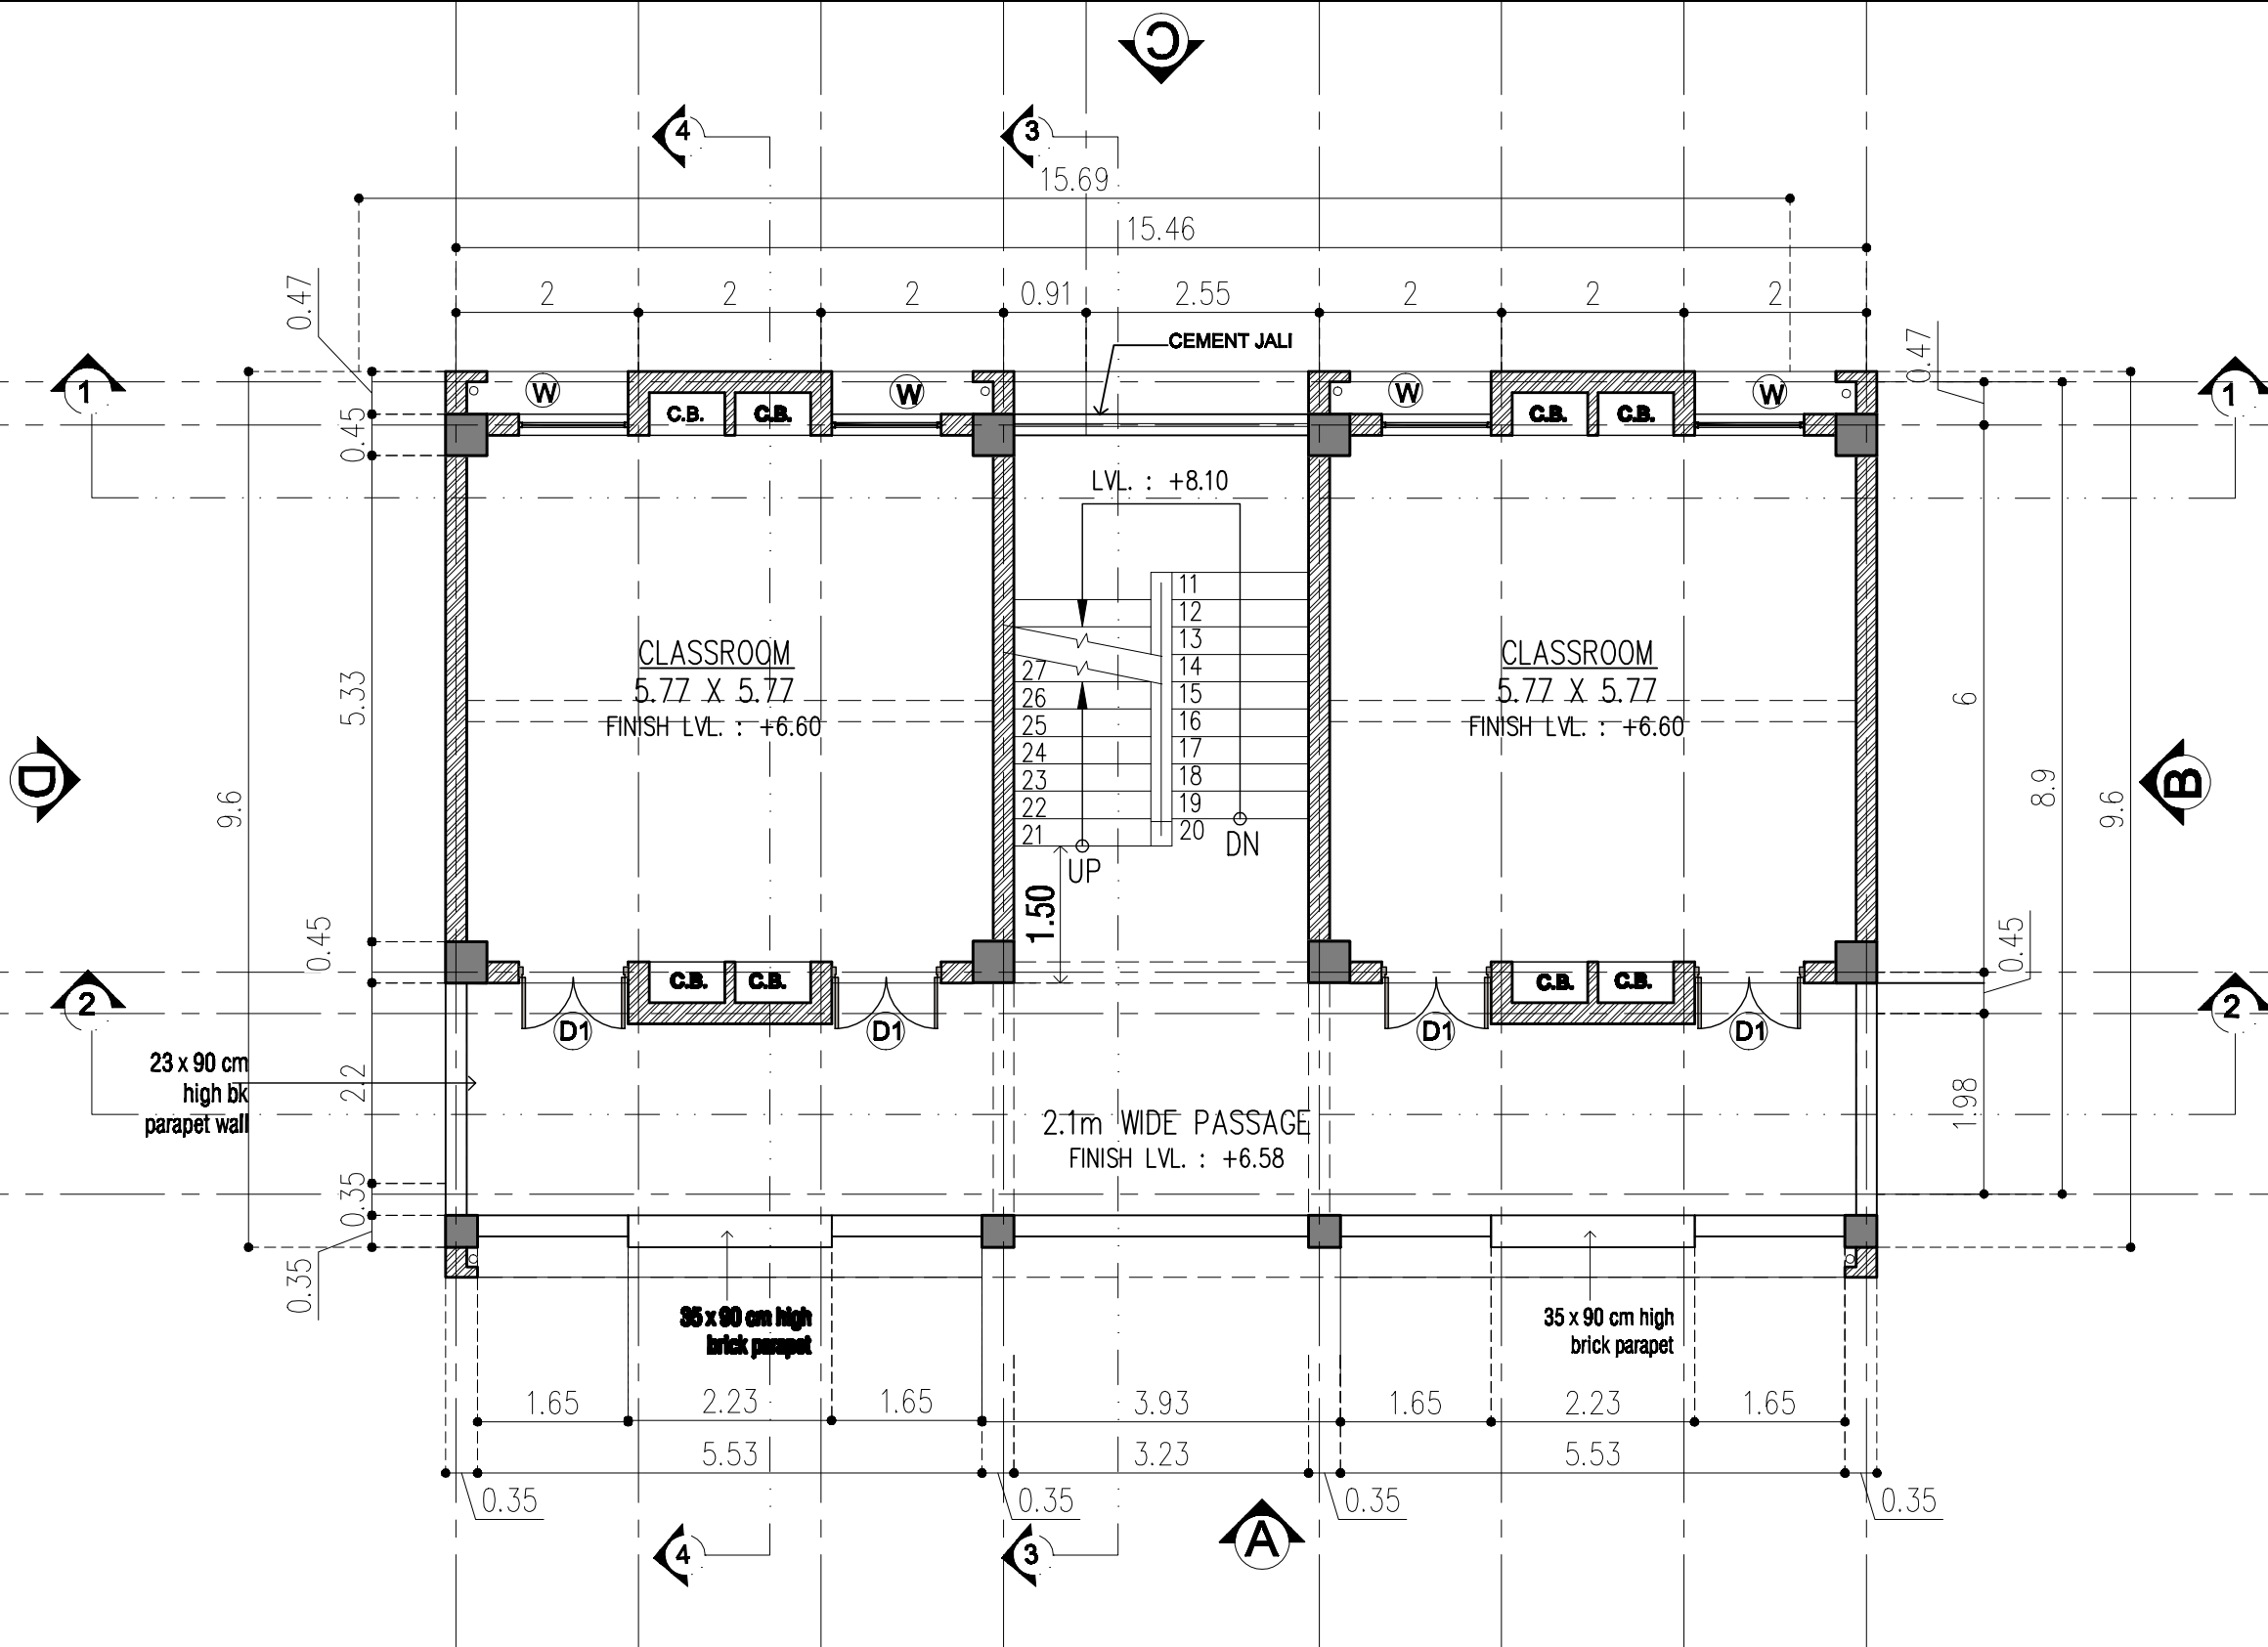 C
4
3
15.69
15.46
0.47
2
2
2
0.91
2.55
2
2
2
CEMENT JALI
0.47
1
W
W
W
W
1
C.B.
C.B.
C.B.
C.B.
0.45
LVL. : +8.10
11
12
13
14
15
16
17
18
19
20
27
26
25
24
23
22
21
CLASSROOM
5.77 X 5.77
FINISH LVL. : +6.60
CLASSROOM
5.77 X 5.77
FINISH LVL. : +6.60
5.33
6
D
9.6
8.9
9.6
B
UP
DN
1.50
0.45
0.45
C.B.
C.B.
C.B.
C.B.
2
D1
D1
D1
D1
2
23 x 90 cm
high bk
parapet wall
2.2
2.1m WIDE PASSAGE
FINISH LVL. : +6.58
1.98
0.35
0.35
35 x 90 cm high
brick parapet
35 x 90 cm high
brick parapet
1.65
2.23
1.65
3.93
1.65
2.23
1.65
5.53
3.23
5.53
0.35
0.35
0.35
0.35
4
3
A